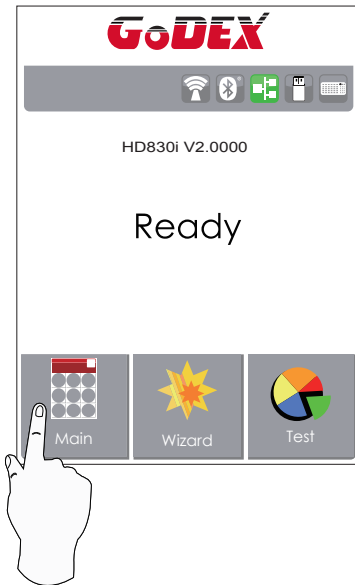 GoDEX
HD830i V2.0000
Ready
Main
Wizard
Test